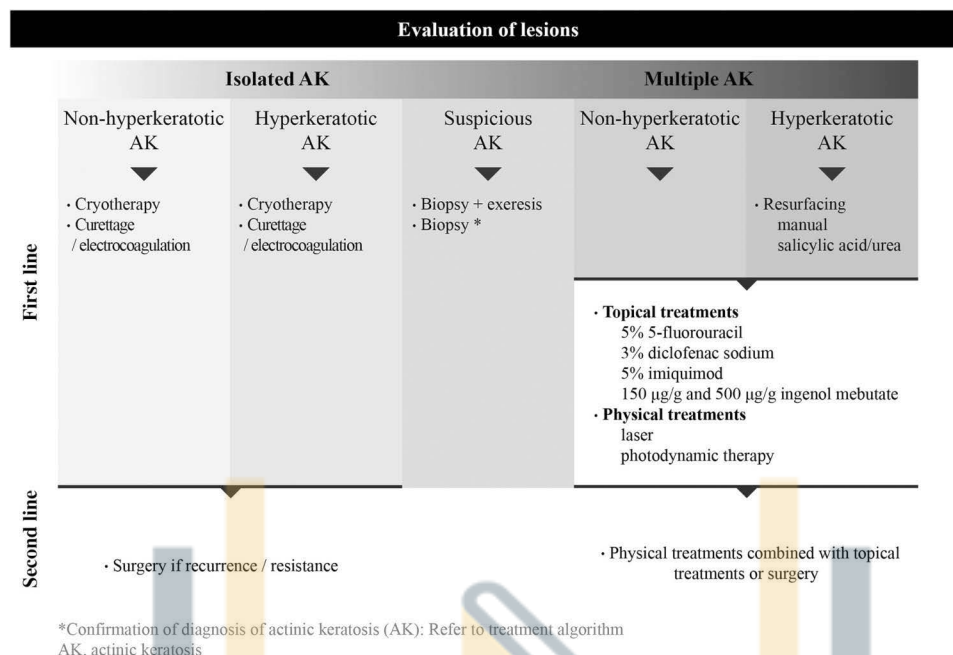 Evaluation of lesions
Isolated AK
Multiple AK
Non-hyperkeratotic
AK
Hyperkeratotic
AK
Suspicious
AK
Non-hyperkeratotic
AK
Hyperkeratotic
AK
First line
· Cryotherapy
· Curettage
/ electrocoagulation
· Cryotherapy
· Curettage
/ electrocoagulation
· Biopsy + exeresis
· Biopsy *
· Resurfacing
manual
salicylic acid/urea
· Topical treatments
5% 5-fluorouracil
3% diclofenac sodium
5% imiquimod
150 μg/g and 500 μg/g ingenol mebutate
· Physical treatments
laser
photodynamic therapy
Second line
· Surgery if recurrence / resistance
· Physical treatments combined with topical
treatments or surgery
*Confirmation of diagnosis of actinic keratosis (AK): Refer to treatment algorithm
AK, actinic keratosis